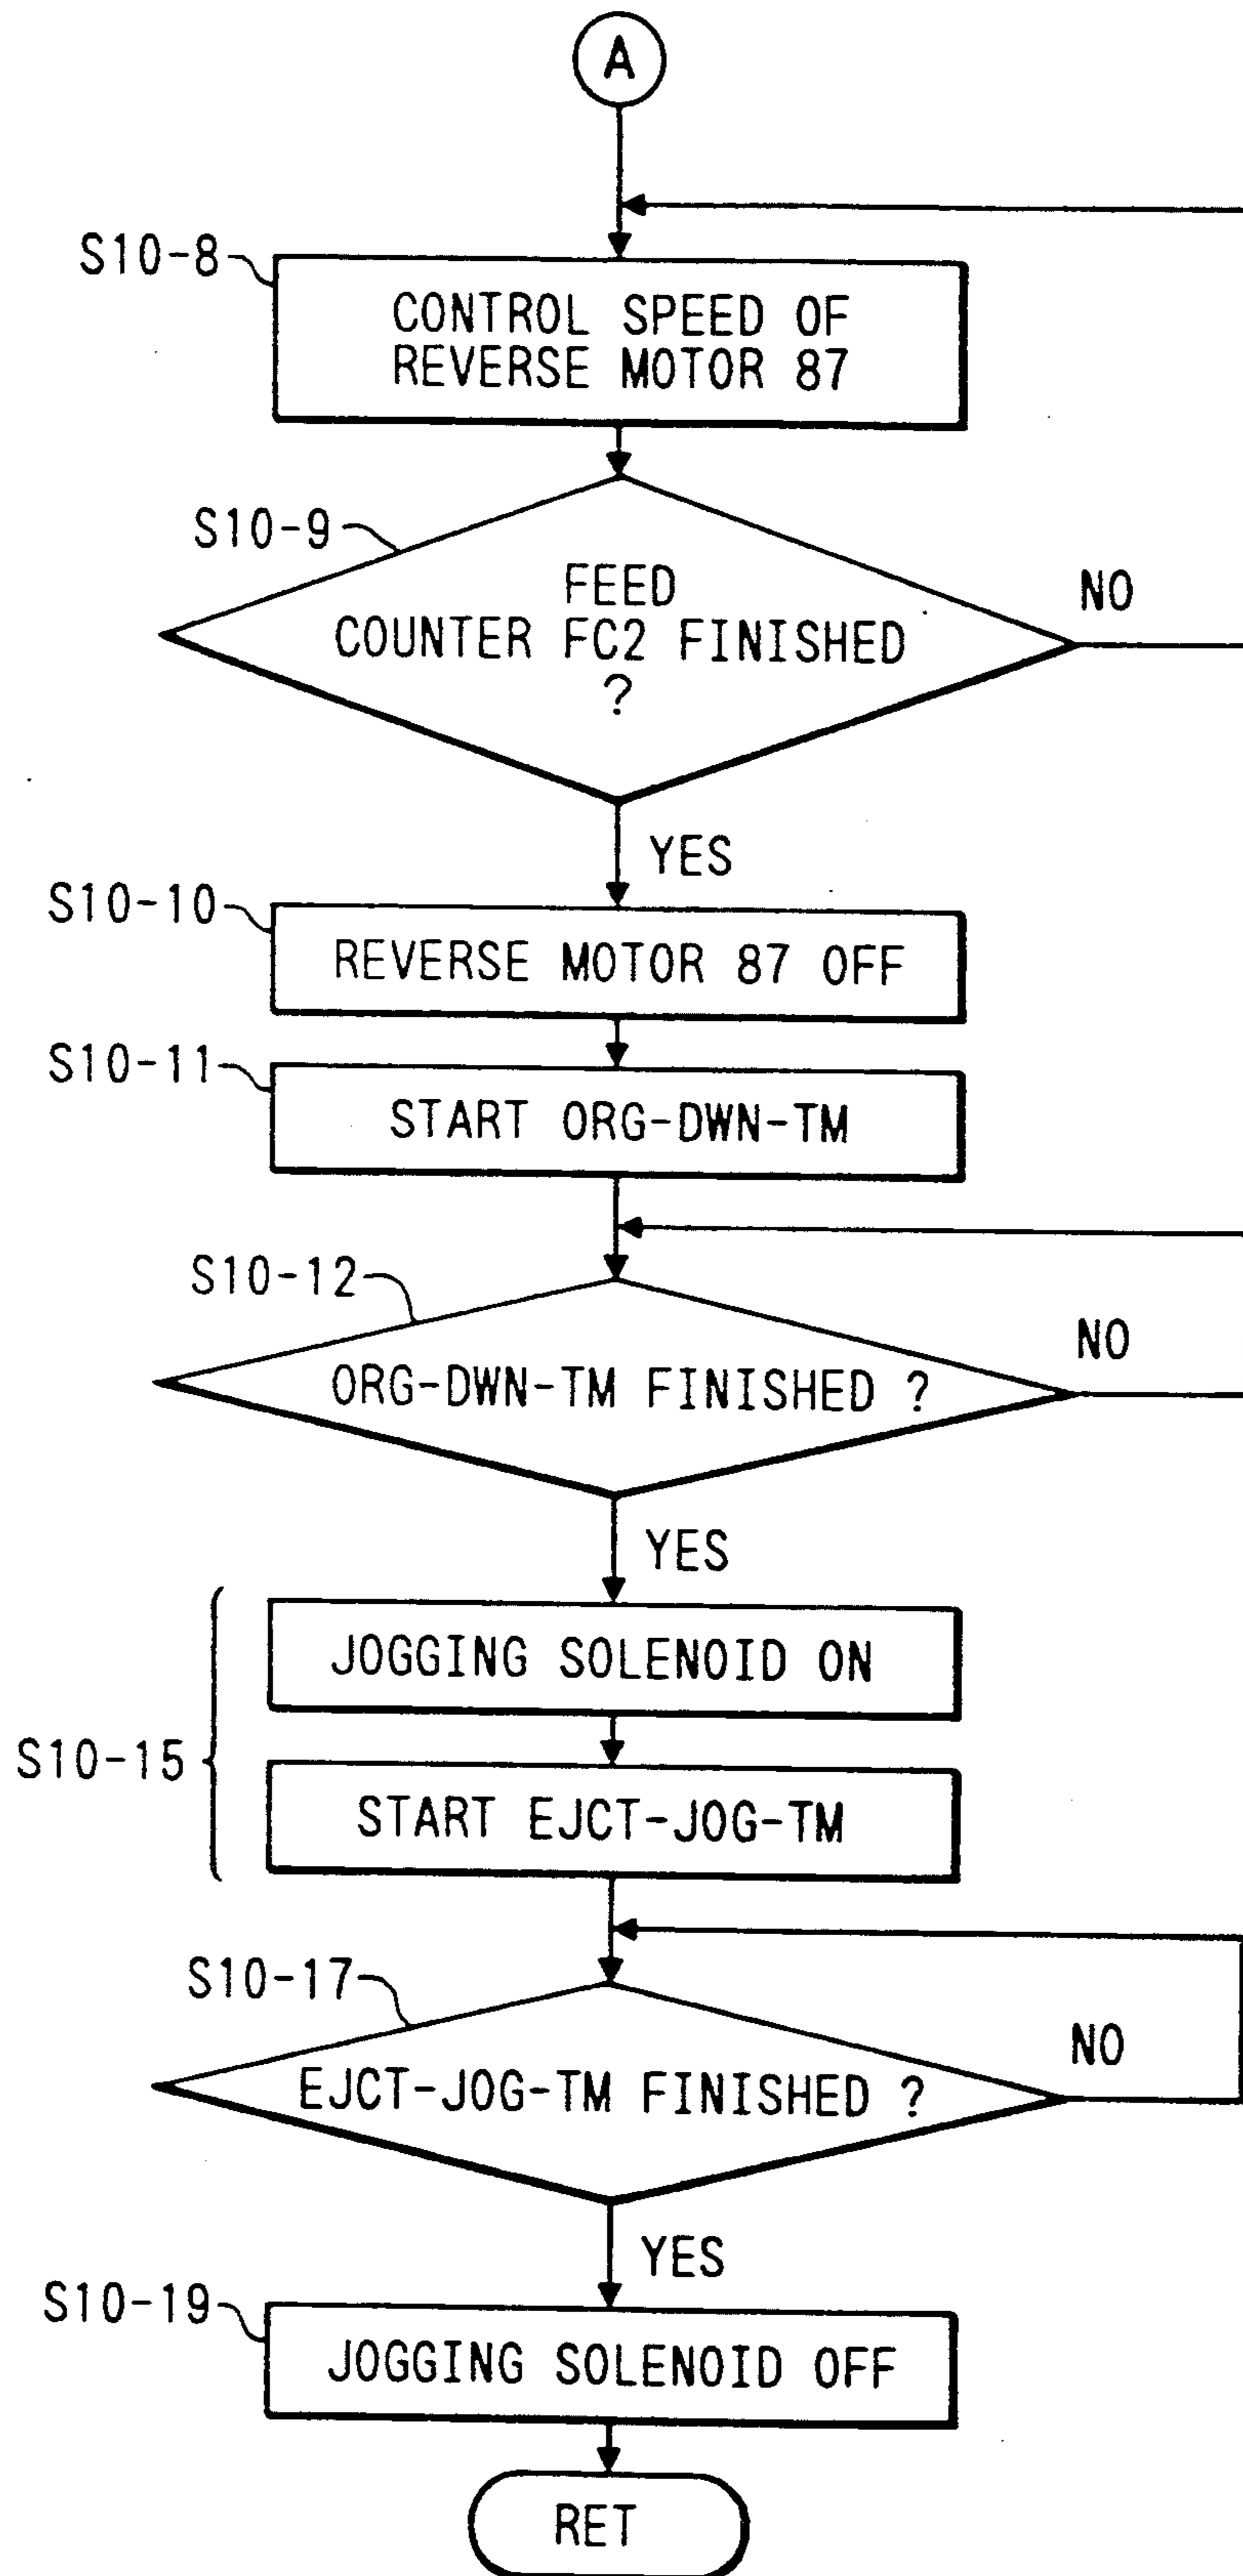 A
S10-8
CONTROL SPEED OF
REVERSE MOTOR 87
S10-9
FEED
COUNTER FC2 FINISHED
?
NO
YES
S10-10
REVERSE MOTOR 87 OFF
S10-11
START ORG-DWN-TM
S10-12
ORG-DWN-TM FINISHED ?
NO
YES
S10-15
JOGGING SOLENOID ON
START EJCT-JOG-TM
S10-17
EJCT-JOG-TM FINISHED ?
NO
YES
S10-19
JOGGING SOLENOID OFF
RET